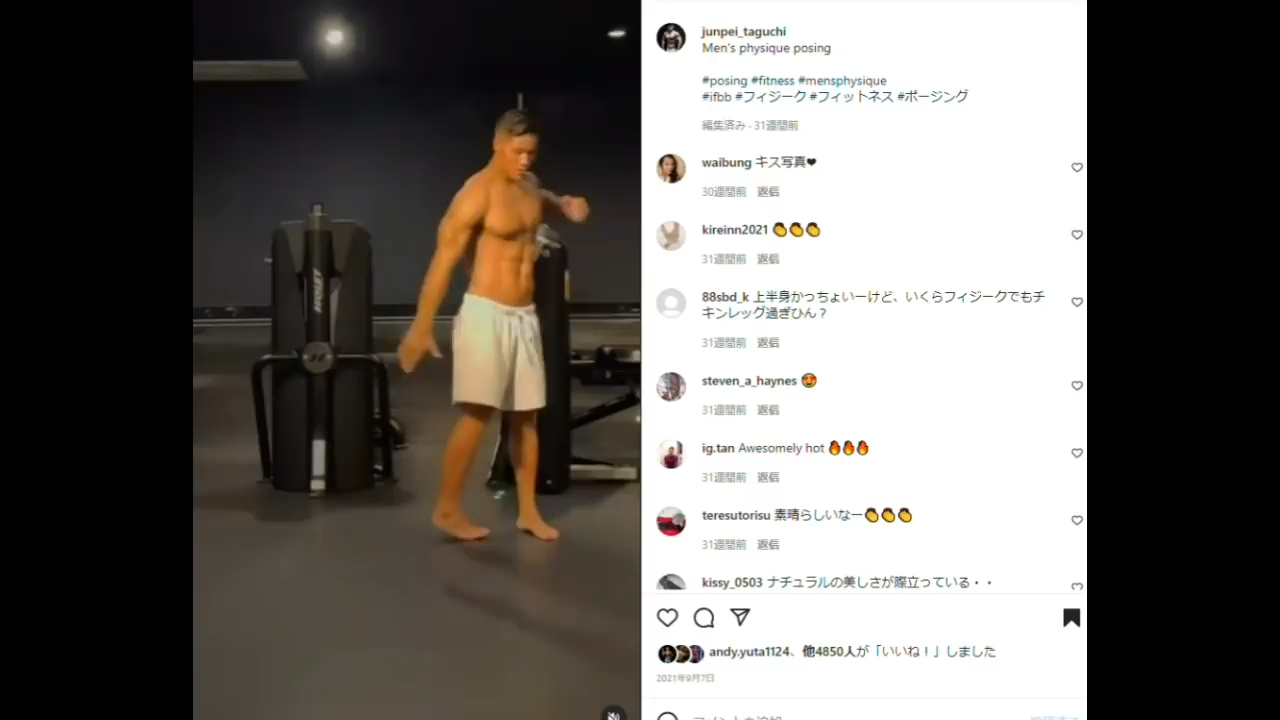 junpei_taguchi
Men's physique posing
#posing #fitness #mensphysique
#ifbb #フィジーク #フィットネス #ポージング
編集済み · 31週間前
waibung キス写真❤
30週間前 返信
kireinn2021 👏👏👏
31週間前 返信
88sbd_k 上半身かっちょいーけど、いくらフィジークでもチ
キンレッグ過ぎひん？
31週間前 返信
steven_a_haynes 😍
31週間前 返信
ig.tan Awesomely hot 🔥🔥🔥
31週間前 返信
teresutorisu 素晴らしいなー👏👏👏
31週間前 返信
kissy_0503 ナチュラルの美しさが際立っている・・
andy.yuta1124、他4850人が「いいね！」しました
2021年9月7日